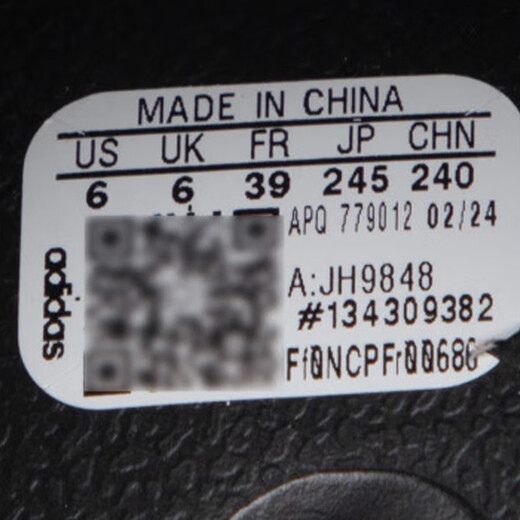 MADE IN CHINA
US UK FR JP CHN
6 6 39 245 240
APQ 779012 02/24
A:JH9848
#134309382
adidas